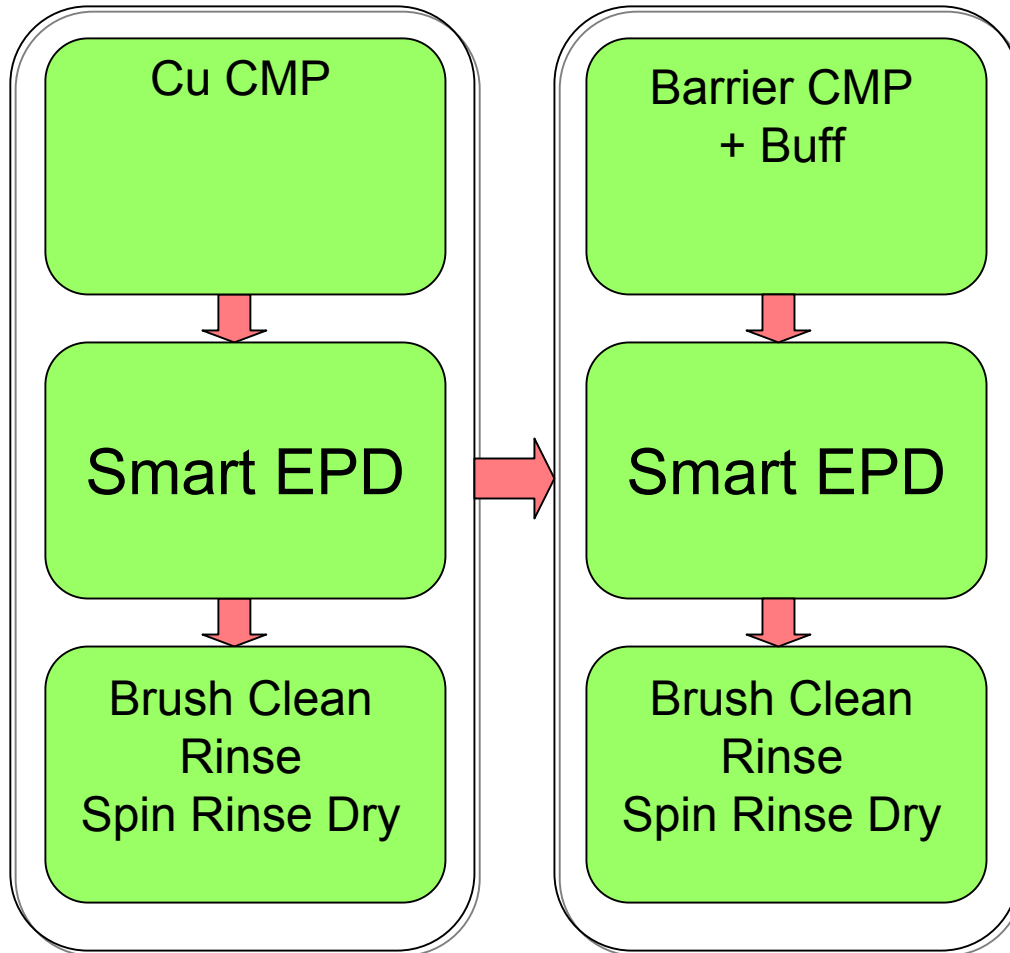 Cu CMP
Smart EPD
Brush Clean
Rinse
Spin Rinse Dry
Barrier CMP
+ Buff
Smart EPD
Brush Clean
Rinse
Spin Rinse Dry